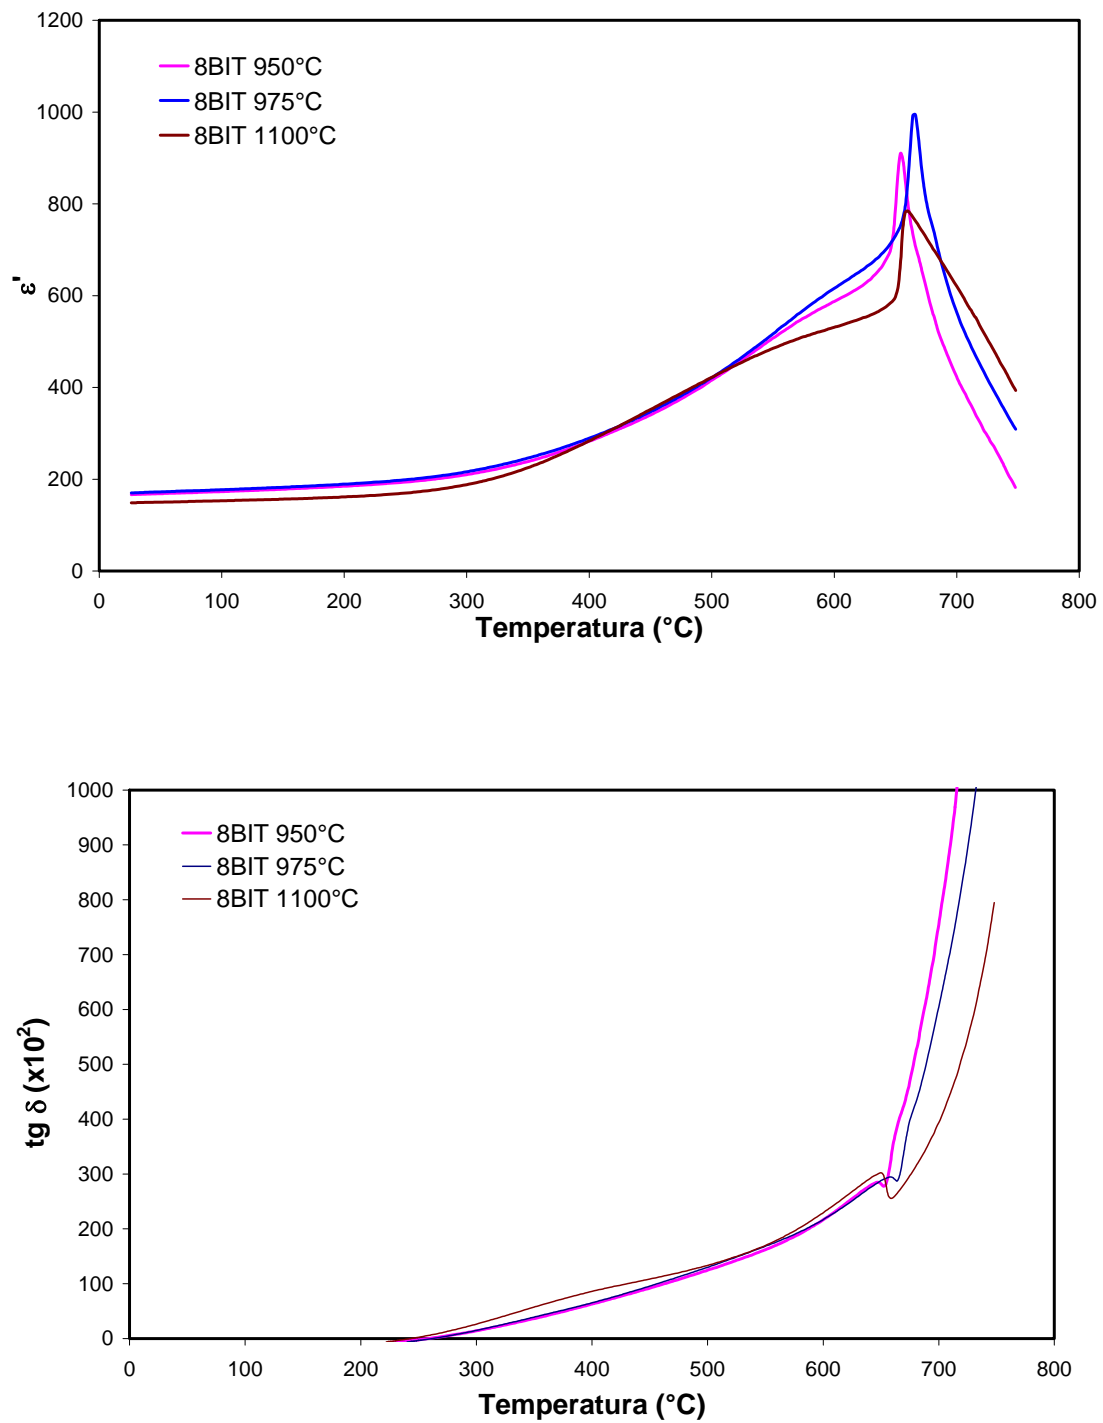 1200
1000
800
600
400
200
0
ε'
8BIT 950°C
8BIT 975°C
8BIT 1100°C
0 100 200 300 400 500 600 700 800
Temperatura (°C)
1000
900
800
700
600
500
400
300
200
100
0
tg δ (x10²)
8BIT 950°C
8BIT 975°C
8BIT 1100°C
0 100 200 300 400 500 600 700 800
Temperatura (°C)